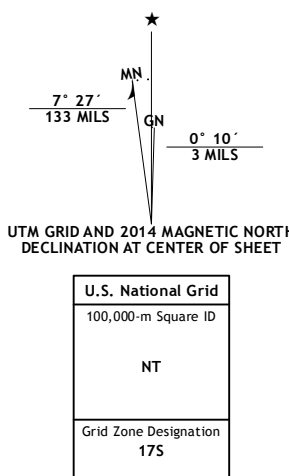 ★
MN
7° 27´
133 MILS
GN
0° 10´
3 MILS
UTM GRID AND 2014 MAGNETIC NORTH
DECLINATION AT CENTER OF SHEET
U.S. National Grid
100,000-m Square ID
NT
Grid Zone Designation
17S